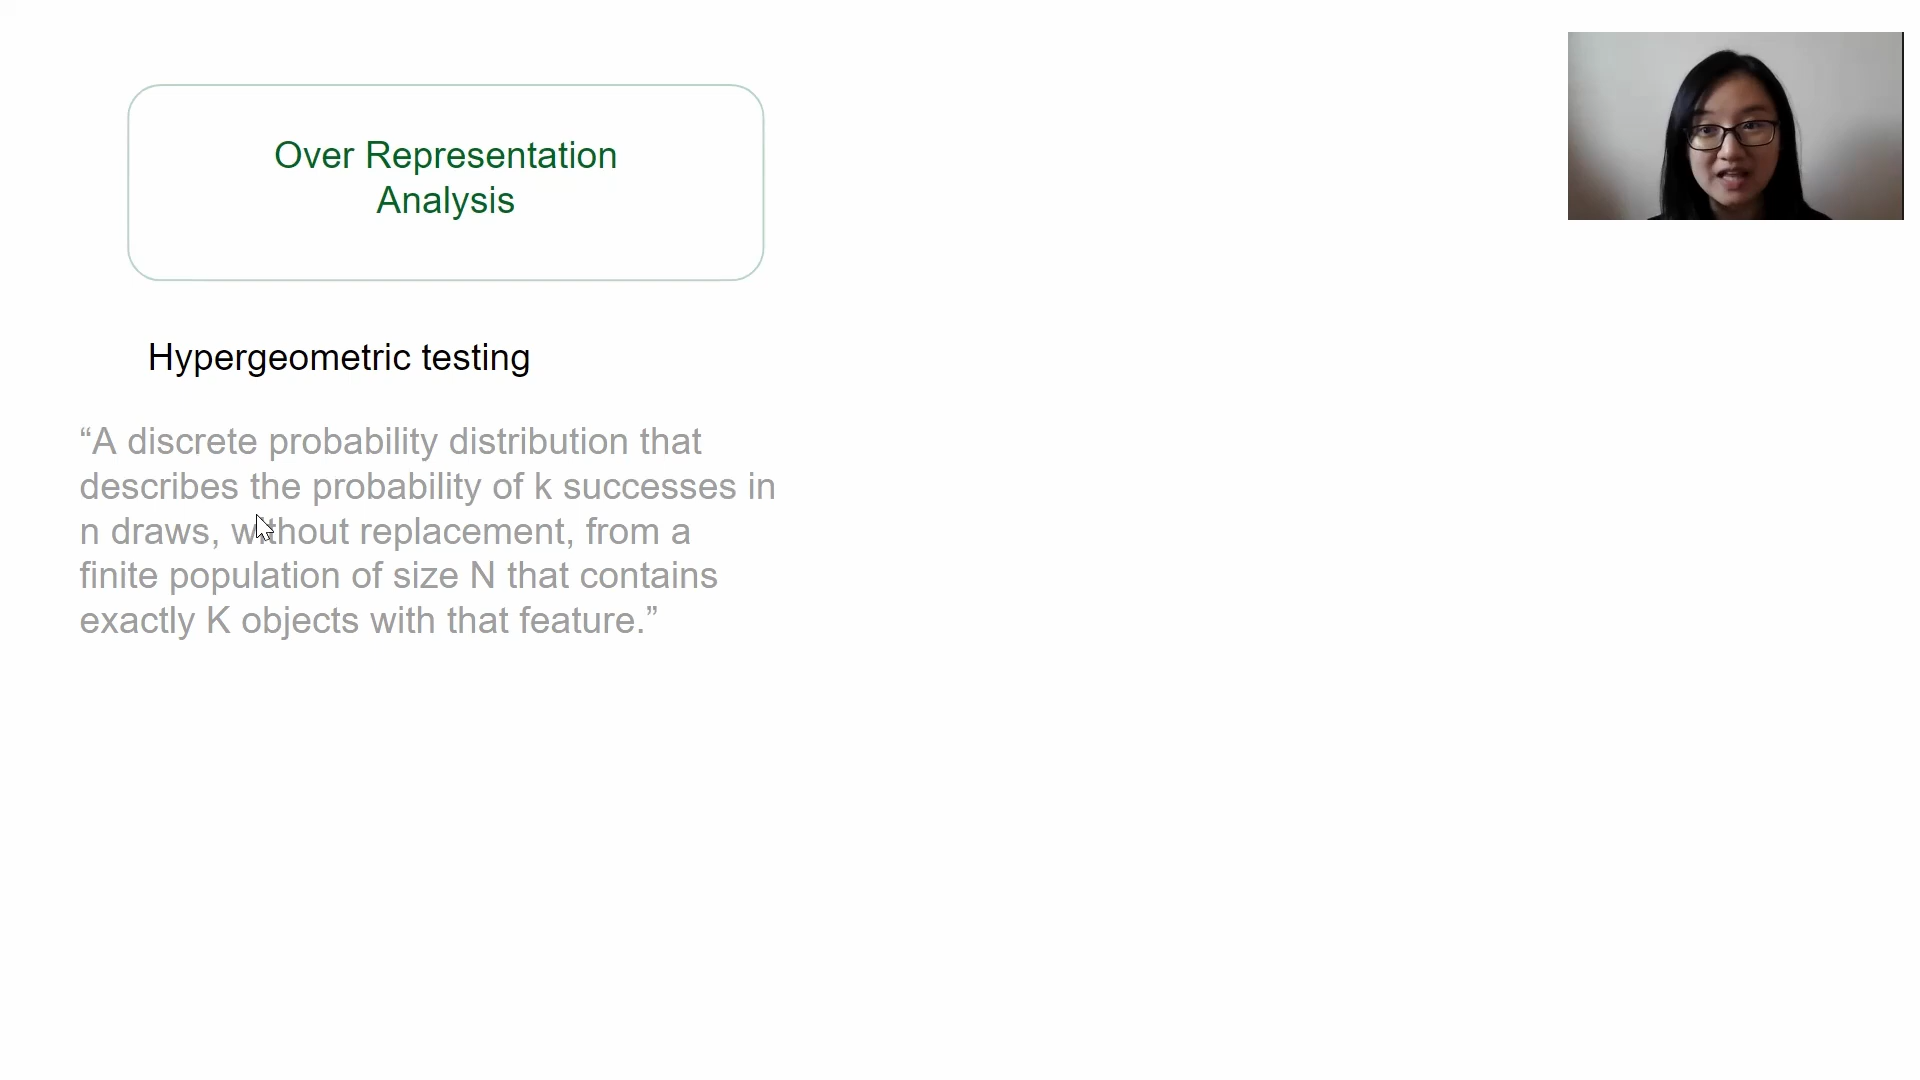 Over Representation
Analysis
Hypergeometric testing
“A discrete probability distribution that
describes the probability of k successes in
n draws, without replacement, from a
finite population of size N that contains
exactly K objects with that feature.”